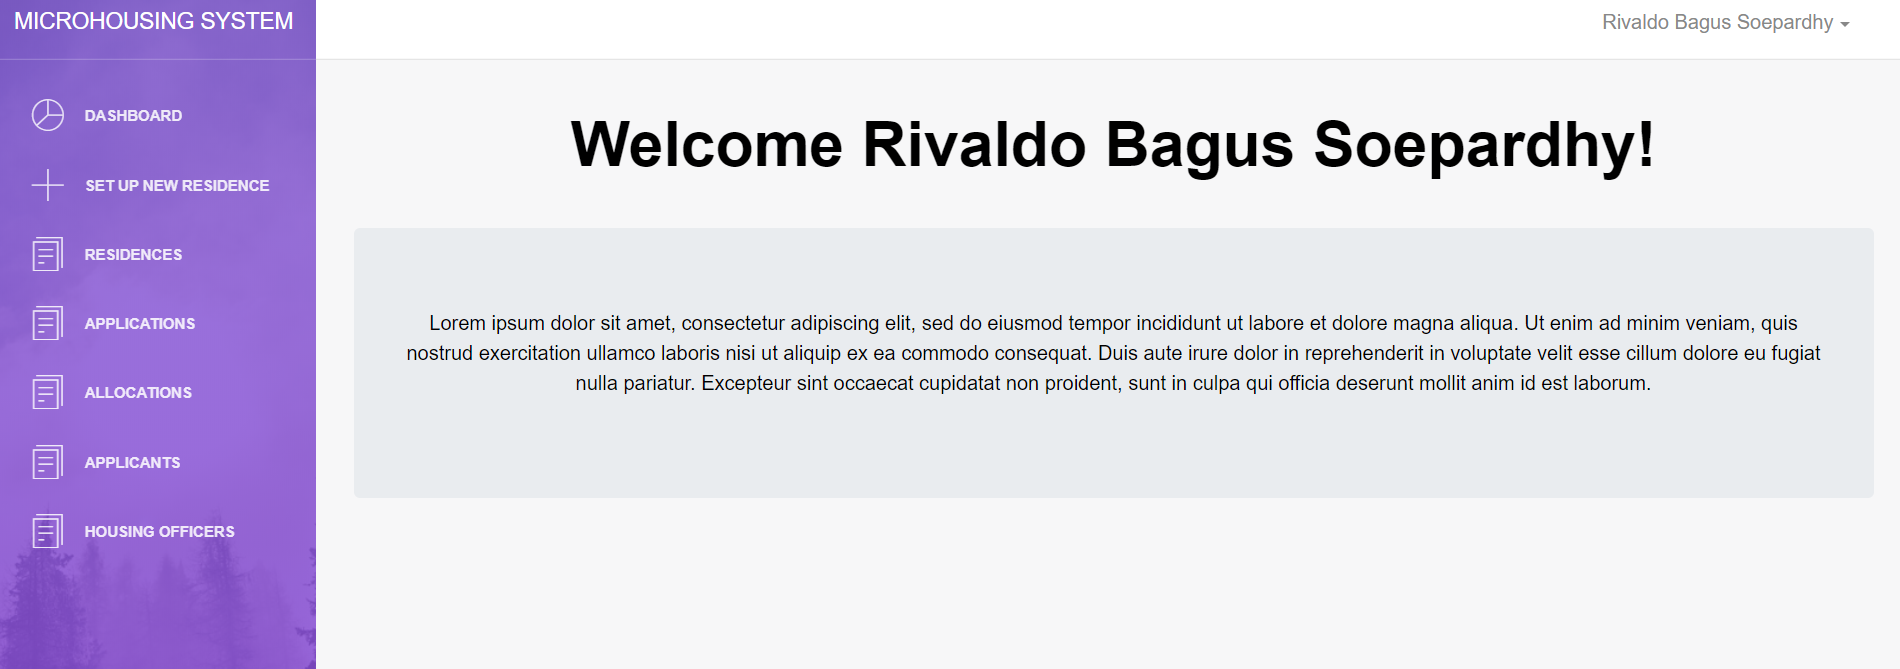 MICROHOUSING SYSTEM
Rivaldo Bagus Soepardhy
DASHBOARD
SET UP NEW RESIDENCE
RESIDENCES
APPLICATIONS
ALLOCATIONS
APPLICANTS
HOUSING OFFICERS
Welcome Rivaldo Bagus Soepardhy!
Lorem ipsum dolor sit amet, consectetur adipiscing elit, sed do eiusmod tempor incididunt ut labore et dolore magna aliqua. Ut enim ad minim veniam, quis
nostrud exercitation ullamco laboris nisi ut aliquip ex ea commodo consequat. Duis aute irure dolor in reprehenderit in voluptate velit esse cillum dolore eu fugiat
nulla pariatur. Excepteur sint occaecat cupidatat non proident, sunt in culpa qui officia deserunt mollit anim id est laborum.